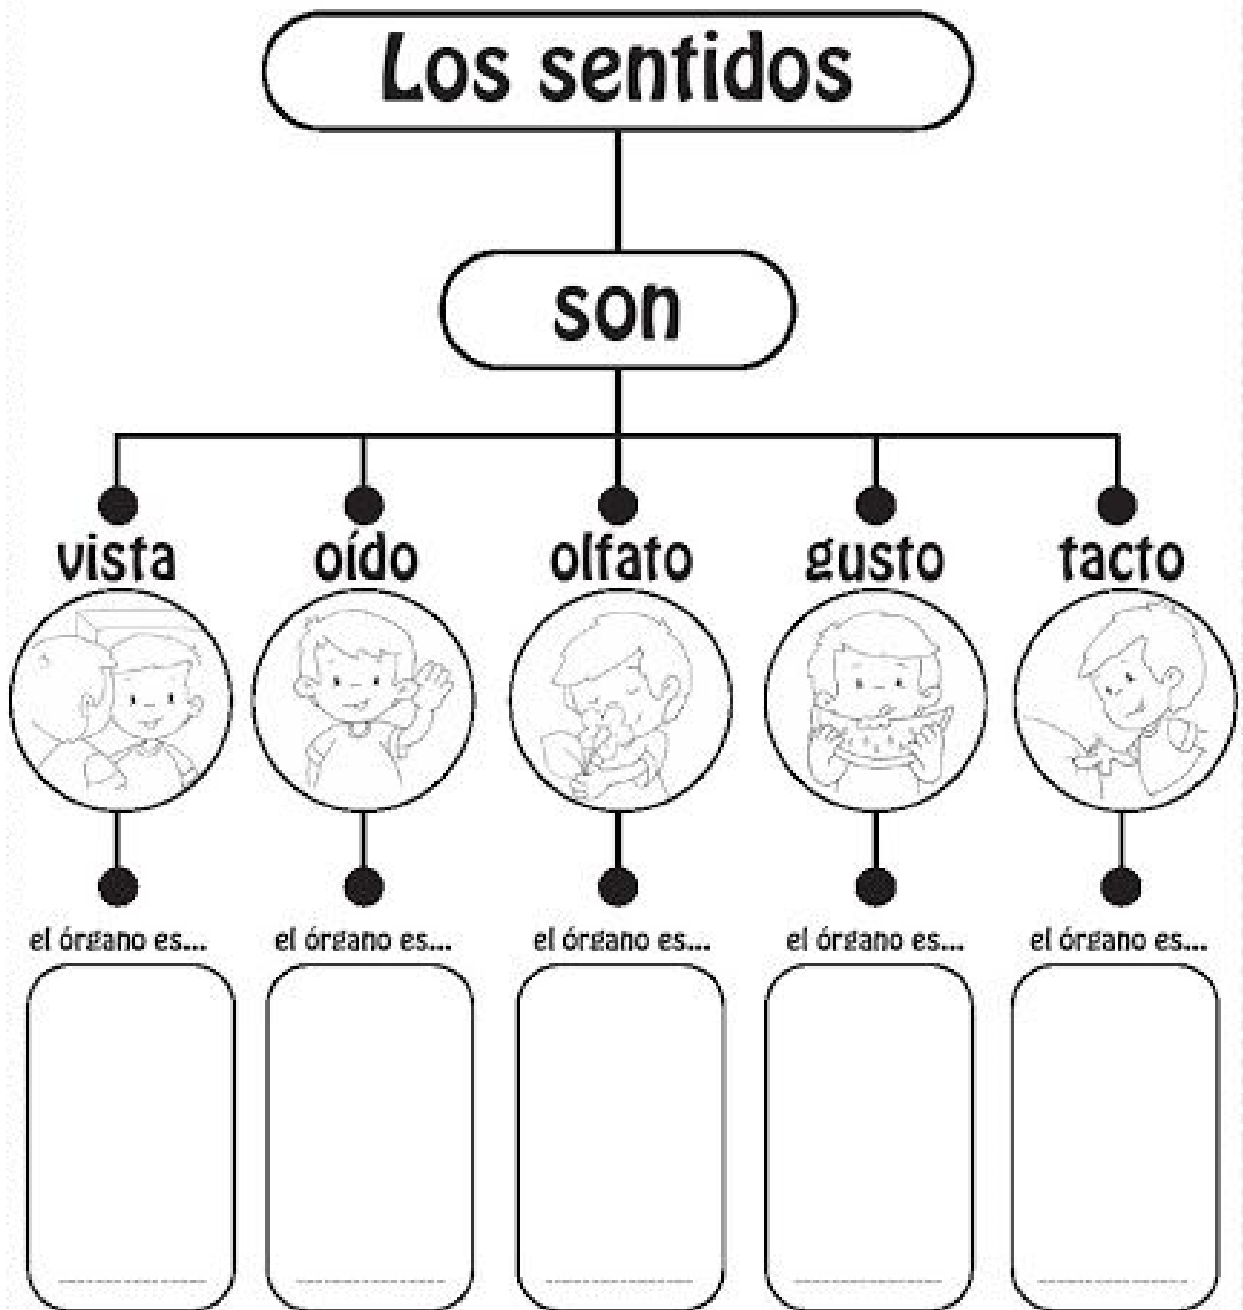 Los sentidos
son
vista oído olfato gusto tacto
el órgano es... el órgano es... el órgano es... el órgano es... el órgano es...